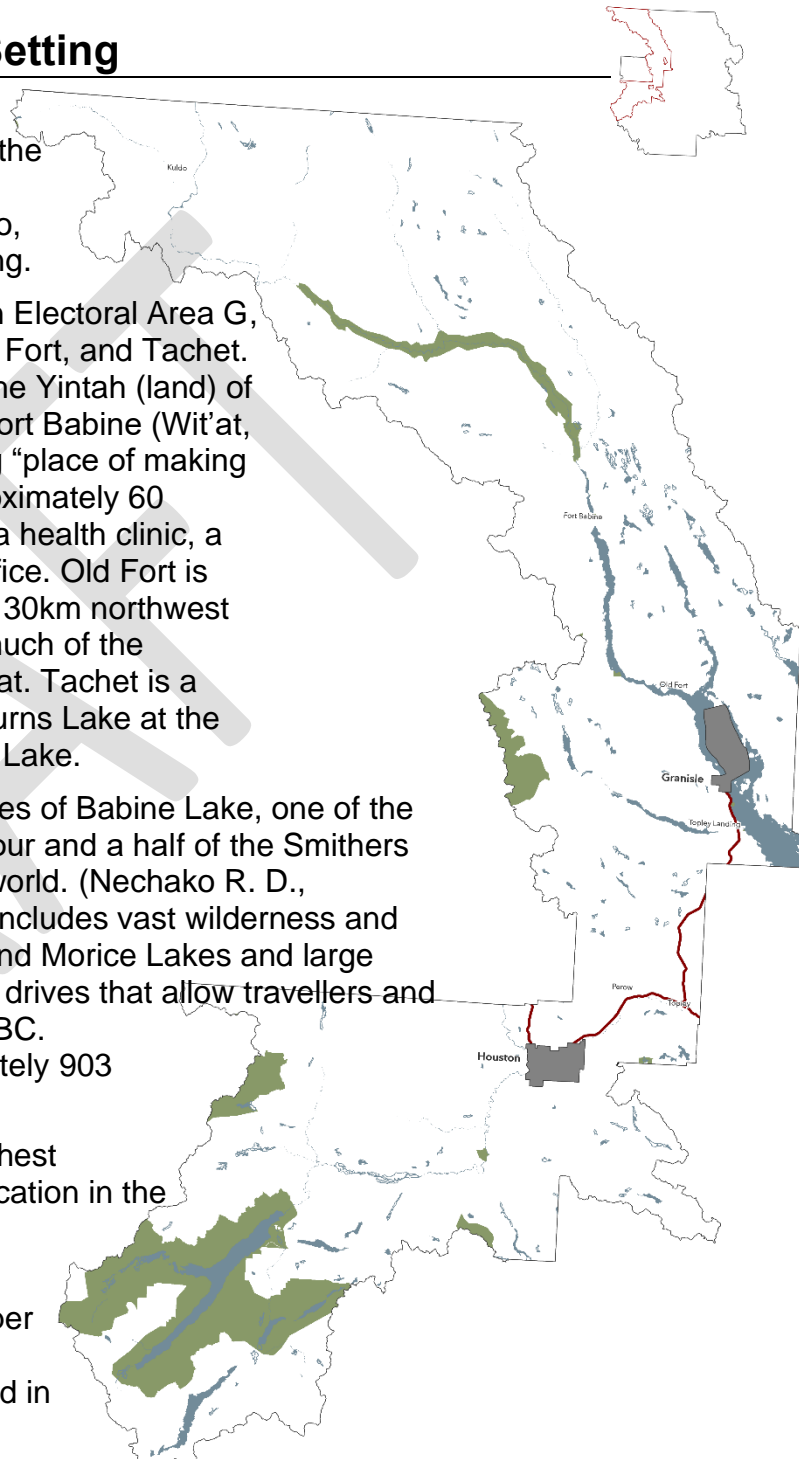 Setting
the
o,
ng.
n Electoral Area G,
Fort, and Tachet.
he Yintah (land) of
ort Babine (Wit’at,
g “place of making
oximately 60
a health clinic, a
fice. Old Fort is
30km northwest
much of the
at. Tachet is a
urns Lake at the
Lake.
es of Babine Lake, one of the
our and a half of the Smithers
world. (Nechako R. D.,
includes vast wilderness and
nd Morice Lakes and large
drives that allow travellers and
BC.
tely 903
hest
cation in the
per
d in
Kuldo
Fort Babine
Old Fort
Granisle
Topley Landing
Perow
Topley
Houston